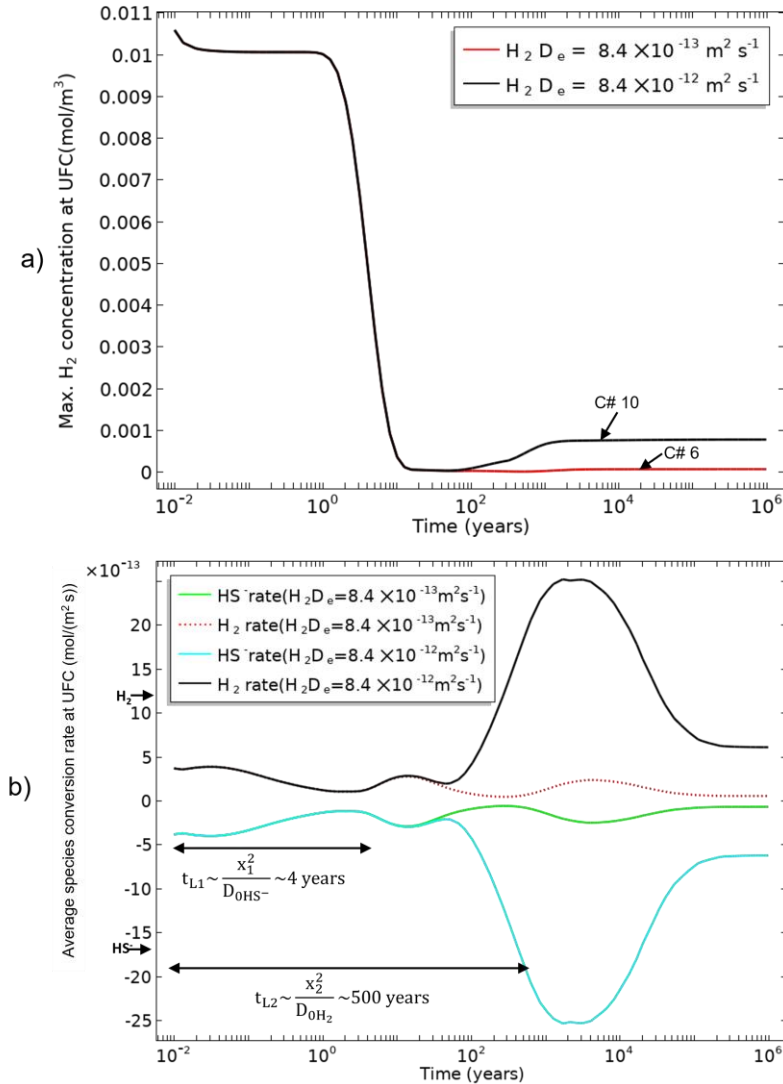 a)
Max. H₂ concentration at UFC(mol/m³)
0.011
0.01
0.009
0.008
0.007
0.006
0.005
0.004
0.003
0.002
0.001
0
H₂ Dₑ = 8.4 ×10⁻¹³ m² s⁻¹
H₂ Dₑ = 8.4 ×10⁻¹² m² s⁻¹
C# 10
C# 6
10⁻² 10⁰ 10² 10⁴ 10⁶
Time (years)
b)
Average species conversion rate at UFC (mol/(m² s))
×10⁻¹³
20
15
H₂
10
5
0
-5
-10
-15
HS⁻
-20
-25
HS⁻rate(H₂Dₑ=8.4 ×10⁻¹³m²s⁻¹)
H₂ rate(H₂Dₑ=8.4 ×10⁻¹³m²s⁻¹)
HS⁻rate(H₂Dₑ=8.4 ×10⁻¹²m²s⁻¹)
H₂ rate(H₂Dₑ=8.4 ×10⁻¹²m²s⁻¹)
t_L1~x₁²/D_0HS⁻~4 years
t_L2~x₂²/D_0H₂~500 years
10⁻² 10⁰ 10² 10⁴ 10⁶
Time (years)